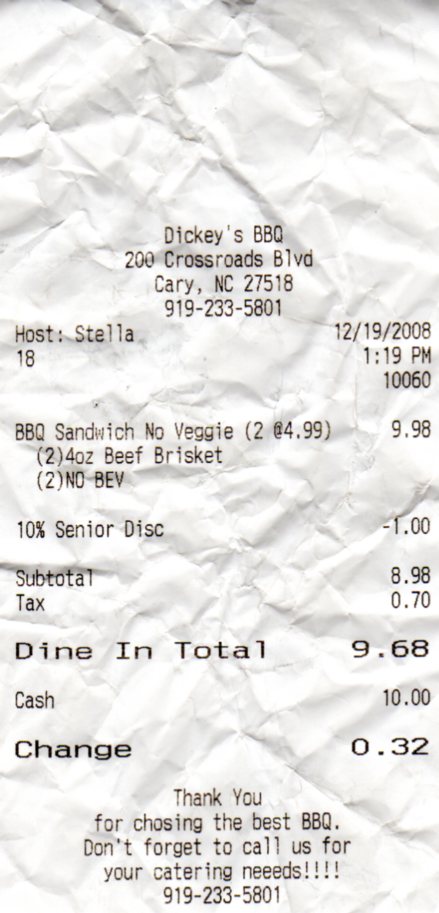 Dickey's BBQ
200 Crossroads Blvd
Cary, NC 27518
919-233-5801
Host: Stella 12/19/2008
18 1:19 PM
10060
BBQ Sandwich No Veggie (2 @4.99) 9.98
(2)4oz Beef Brisket
(2)NO BEV
10% Senior Disc -1.00
Subtotal 8.98
Tax 0.70
Dine In Total 9.68
Cash 10.00
Change 0.32
Thank You
for chosing the best BBQ.
Don't forget to call us for
your catering neeeds!!!!
919-233-5801